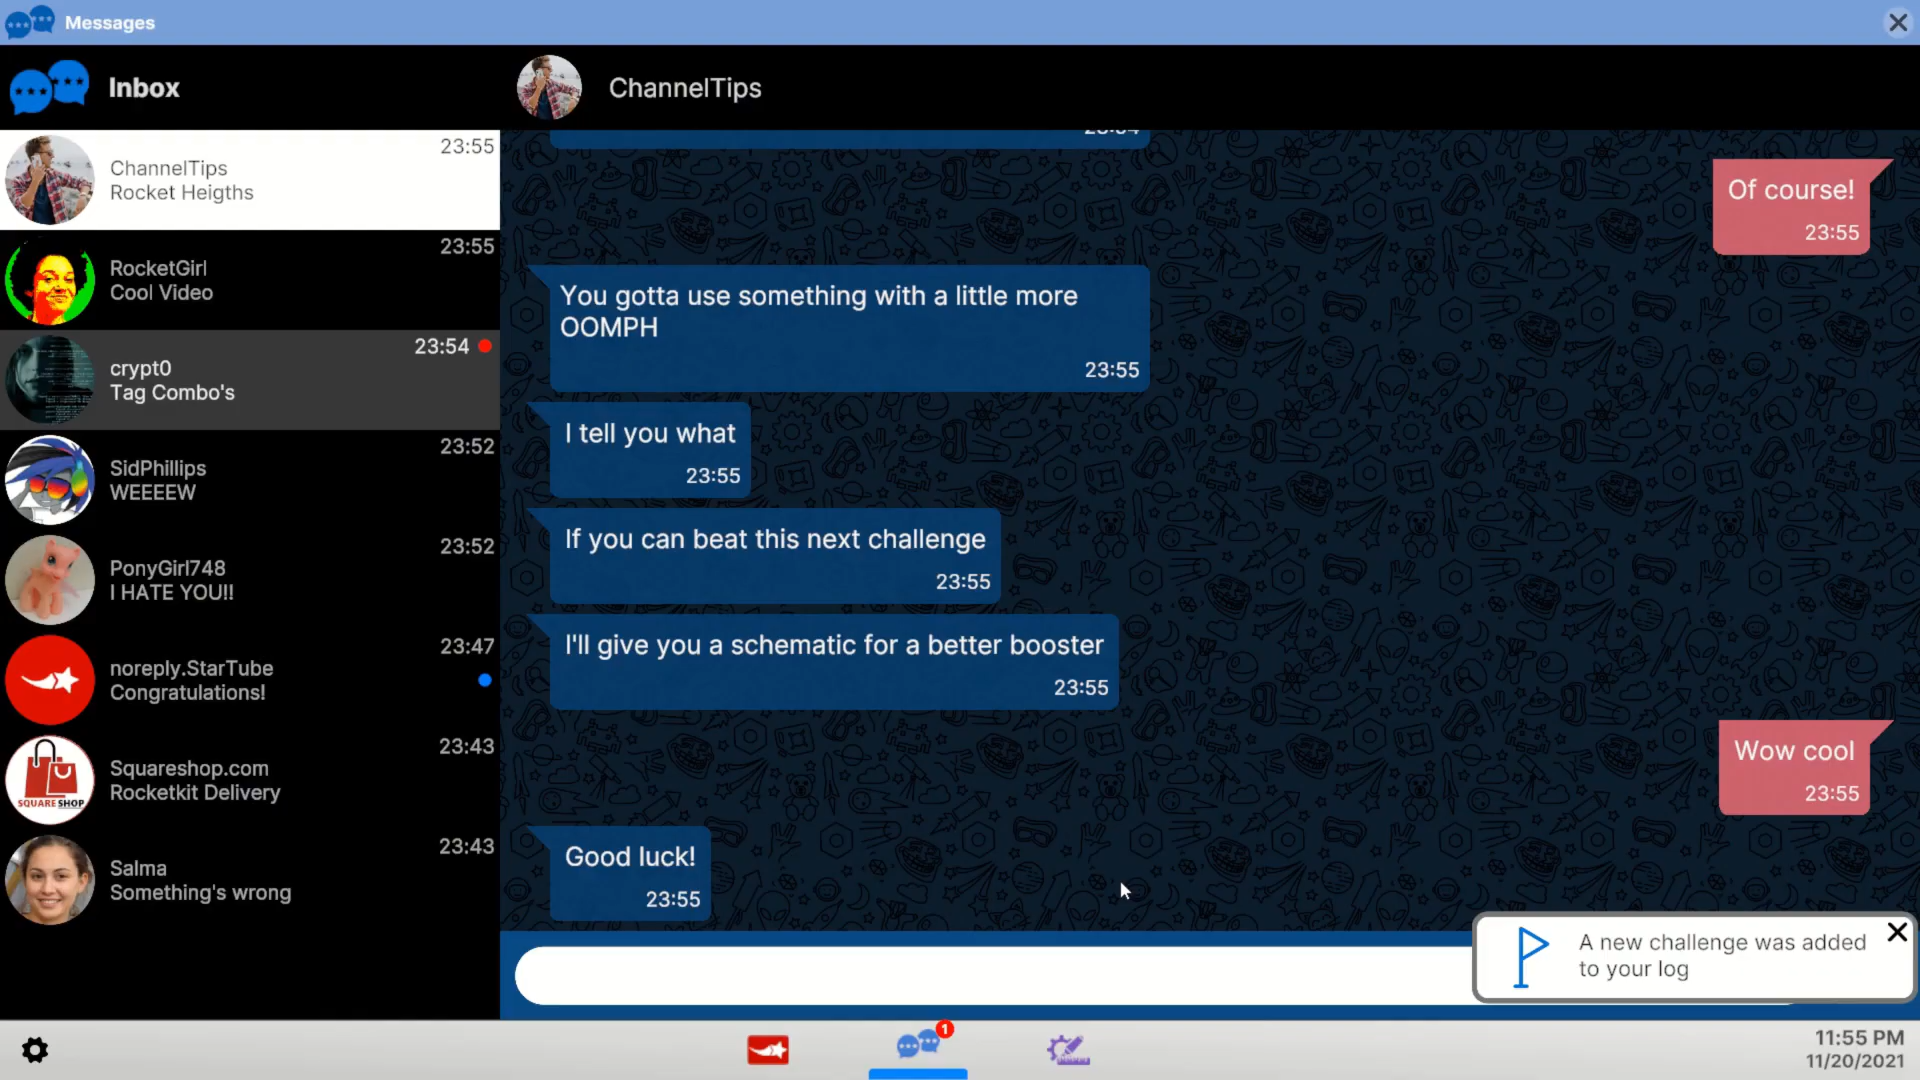 Messages
Inbox
ChannelTips
23:55
ChannelTips
Rocket Heigths
23:55
RocketGirl
Cool Video
23:54
crypt0
Tag Combo's
23:52
SidPhillips
WEEEEW
23:52
PonyGirl748
I HATE YOU!!
23:47
noreply.StarTube
Congratulations!
23:43
Squareshop.com
Rocketkit Delivery
SQUARE SHOP
23:43
Salma
Something's wrong
Of course!
23:55
You gotta use something with a little more
OOMPH
23:55
I tell you what
23:55
If you can beat this next challenge
23:55
I'll give you a schematic for a better booster
23:55
Wow cool
23:55
Good luck!
23:55
A new challenge was added
to your log
1
11:55 PM
11/20/2021